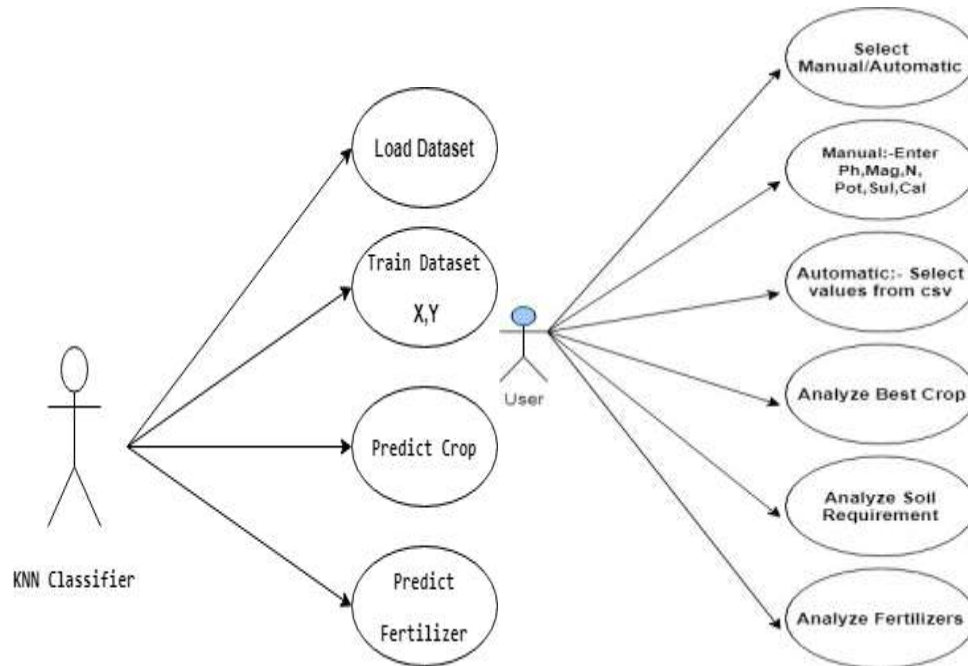 KNN Classifier
Load Dataset
Train Dataset
X,Y
Predict Crop
Predict
Fertilizer
User
Select
Manual/Automatic
Manual:-Enter
Ph,Mag,N,
Pot,Sul,Cal
Automatic:- Select
values from csv
Analyze Best Crop
Analyze Soil
Requirement
Analyze Fertilizers